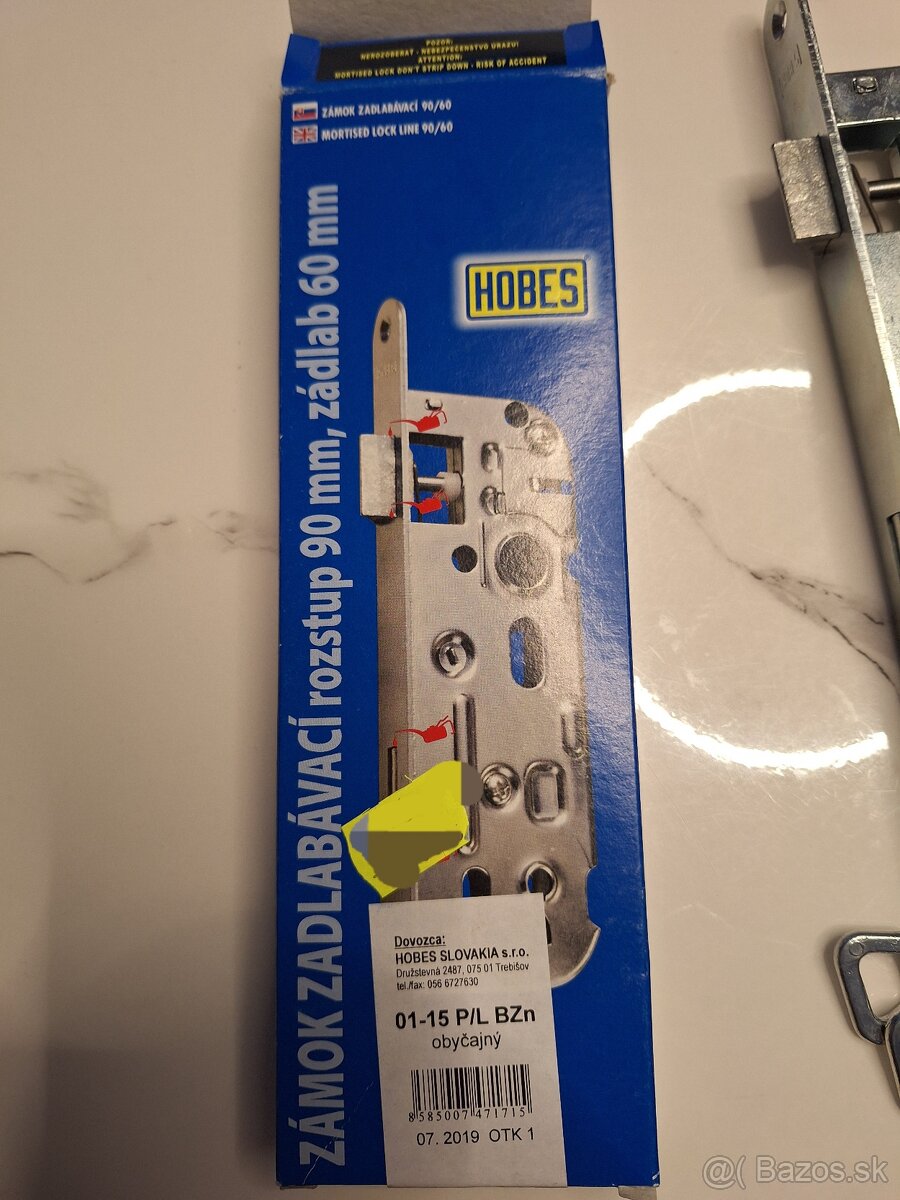 POZOR:
NEROZOBERAŤ - NEBEZPEČENSTVO ÚRAZU!
ATTENTION:
MORTISED LOCK DON'T STRIP DOWN - RISK OF ACCIDENT
ZÁMOK ZADLABÁVACÍ 90/60
MORTISED LOCK LINE 90/60
HOBES
ZÁMOK ZADLABÁVACÍ rozstup 90 mm, zádlab 60 mm
Dovozca:
HOBES SLOVAKIA s.r.o.
Družstevná 2487, 075 01 Trebišov
tel./fax: 056 6727630
01-15 P/L BZn
obyčajný
8585007471715
07. 2019 OTK 1
@( Bazos.sk